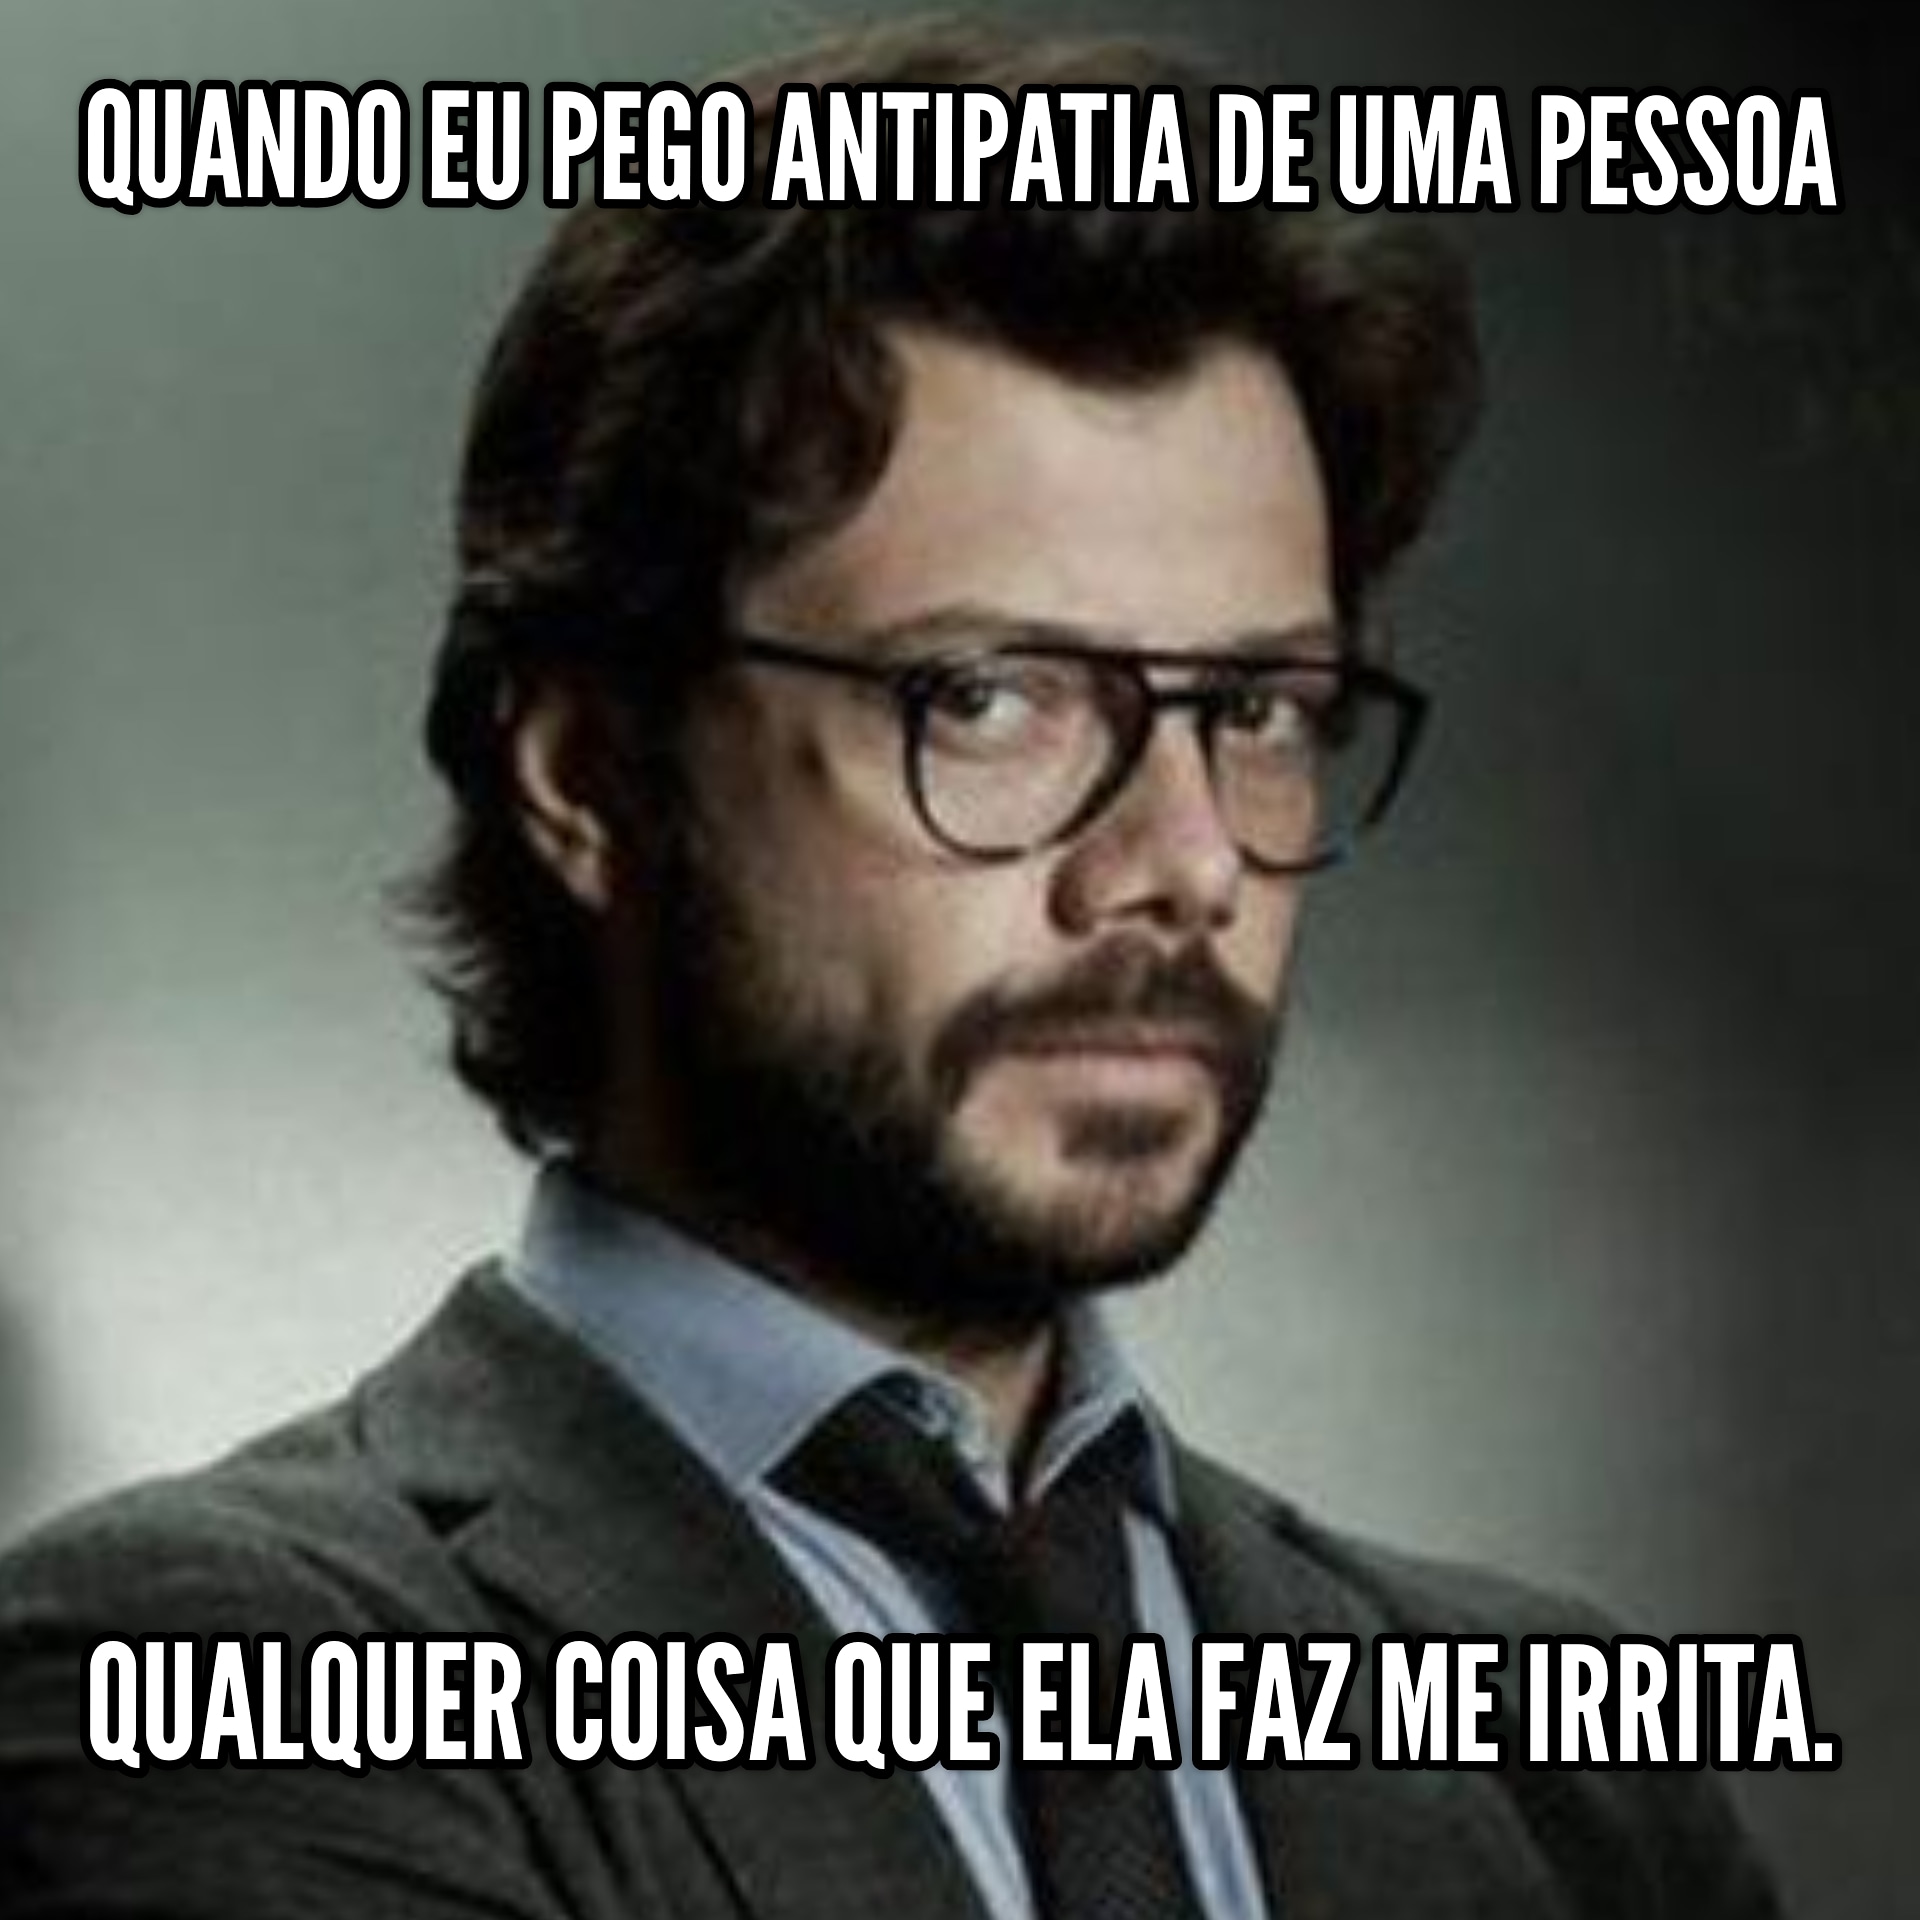 QUANDO EU PEGO ANTIPATIA DE UMA PESSOA
QUALQUER COISA QUE ELA FAZ ME IRRITA.